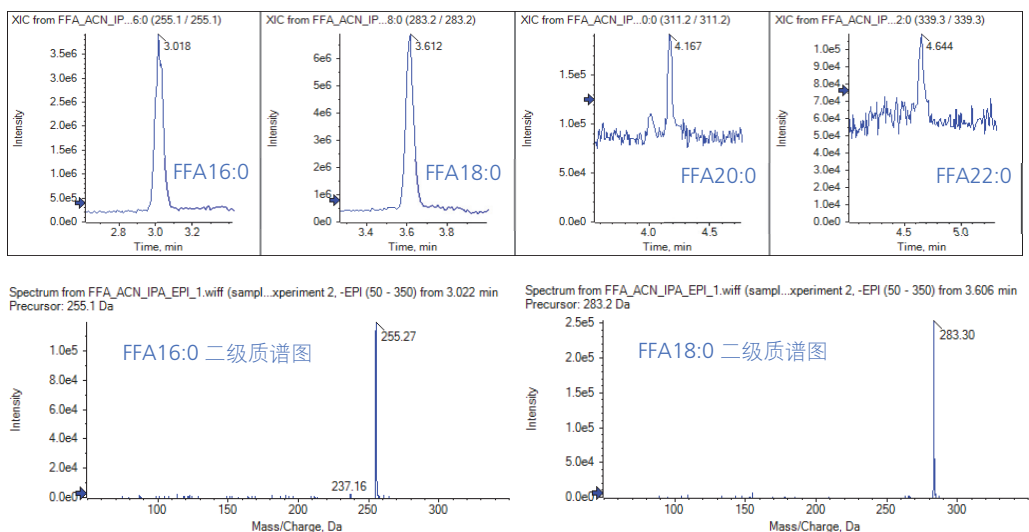 XIC from FFA_ACN_IP...6:0 (255.1 / 255.1)
3.018
3.5e6
3.0e6
2.5e6
2.0e6
1.5e6
1.0e6
5.0e5
0.0e0
Intensity
FFA16:0
2.8 3.0 3.2
Time, min
XIC from FFA_ACN_IP...8:0 (283.2 / 283.2)
3.612
6e6
5e6
4e6
3e6
2e6
1e6
0e0
Intensity
FFA18:0
3.4 3.6 3.8
Time, min
XIC from FFA_ACN_IP...0:0 (311.2 / 311.2)
4.167
1.5e5
1.0e5
5.0e4
0.0e0
Intensity
FFA20:0
4.0 4.5
Time, min
XIC from FFA_ACN_IP...2:0 (339.3 / 339.3)
4.644
1.0e5
9.0e4
8.0e4
7.0e4
6.0e4
5.0e4
4.0e4
3.0e4
2.0e4
1.0e4
0.0e0
Intensity
FFA22:0
4.5 5.0
Time, min
Spectrum from FFA_ACN_IPA_EPI_1.wiff (sampl...xperiment 2, -EPI (50 - 350) from 3.022 min
Precursor: 255.1 Da
255.27
FFA16:0 二级质谱图
1.0e5
8.0e4
6.0e4
4.0e4
2.0e4
0.0e0
Intensity
237.16
100 150 200 250 300
Mass/Charge, Da
Spectrum from FFA_ACN_IPA_EPI_1.wiff (sampl...xperiment 2, -EPI (50 - 350) from 3.606 min
Precursor: 283.2 Da
2.5e5
283.30
FFA18:0 二级质谱图
2.0e5
1.5e5
1.0e5
5.0e4
0.0e0
Intensity
100 150 200 250 300
Mass/Charge, Da